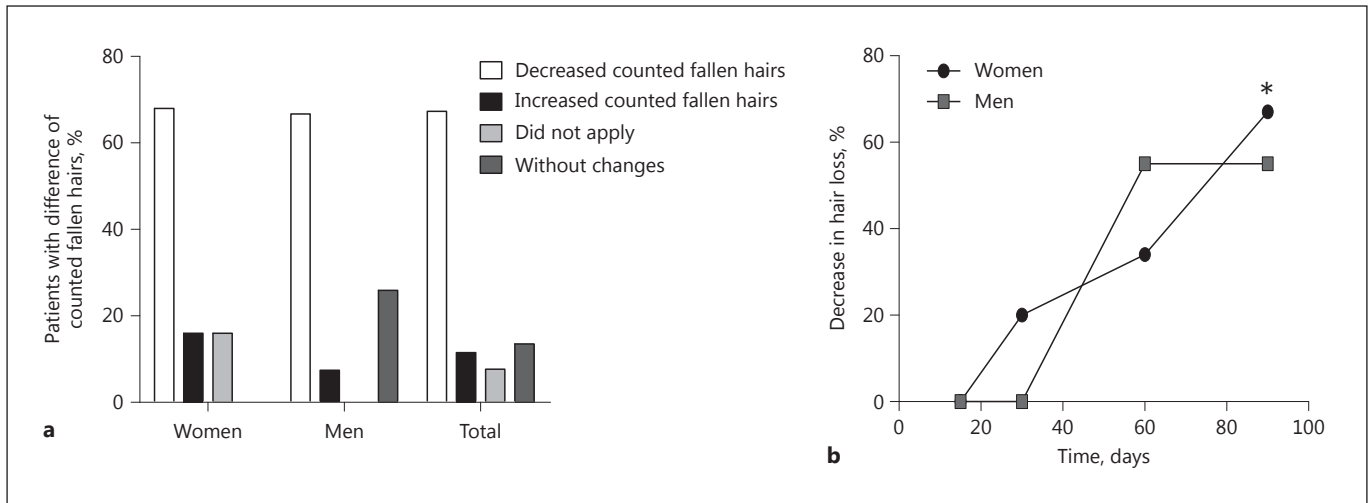 Patients with difference of
counted fallen hairs, %
80
60
40
20
0
Decreased counted fallen hairs
Increased counted fallen hairs
Did not apply
Without changes
Women
Men
Total
a
Decrease in hair loss, %
80
60
40
20
0
Women
Men
*
0
20
40
60
80
100
Time, days
b